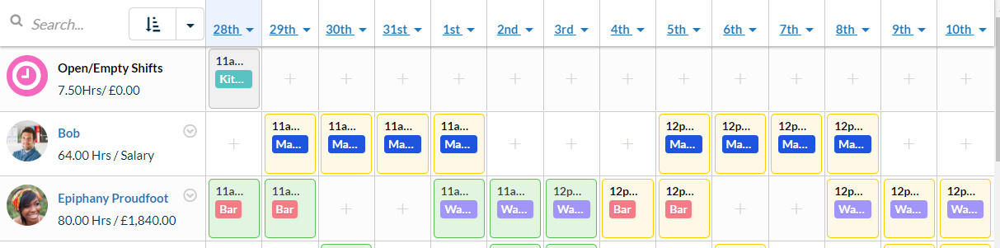 Search...
28th 29th 30th 31st 1st 2nd 3rd 4th 5th 6th 7th 8th 9th 10th
Open/Empty Shifts
7.50Hrs/ £0.00
11a...
Kit...
Bob
64.00 Hrs / Salary
11a... 11a... 11a... 11a... 12p... 12p... 12p... 12p...
Ma... Ma... Ma... Ma... Ma... Ma... Ma... Ma...
Epiphany Proudfoot
80.00 Hrs / £1,840.00
11a... 11a... 11a... 11a... 12p... 12p... 12p... 12p... 12p... 12p...
Bar Bar Wa... Wa... Wa... Bar Bar Wa... Wa... Wa...